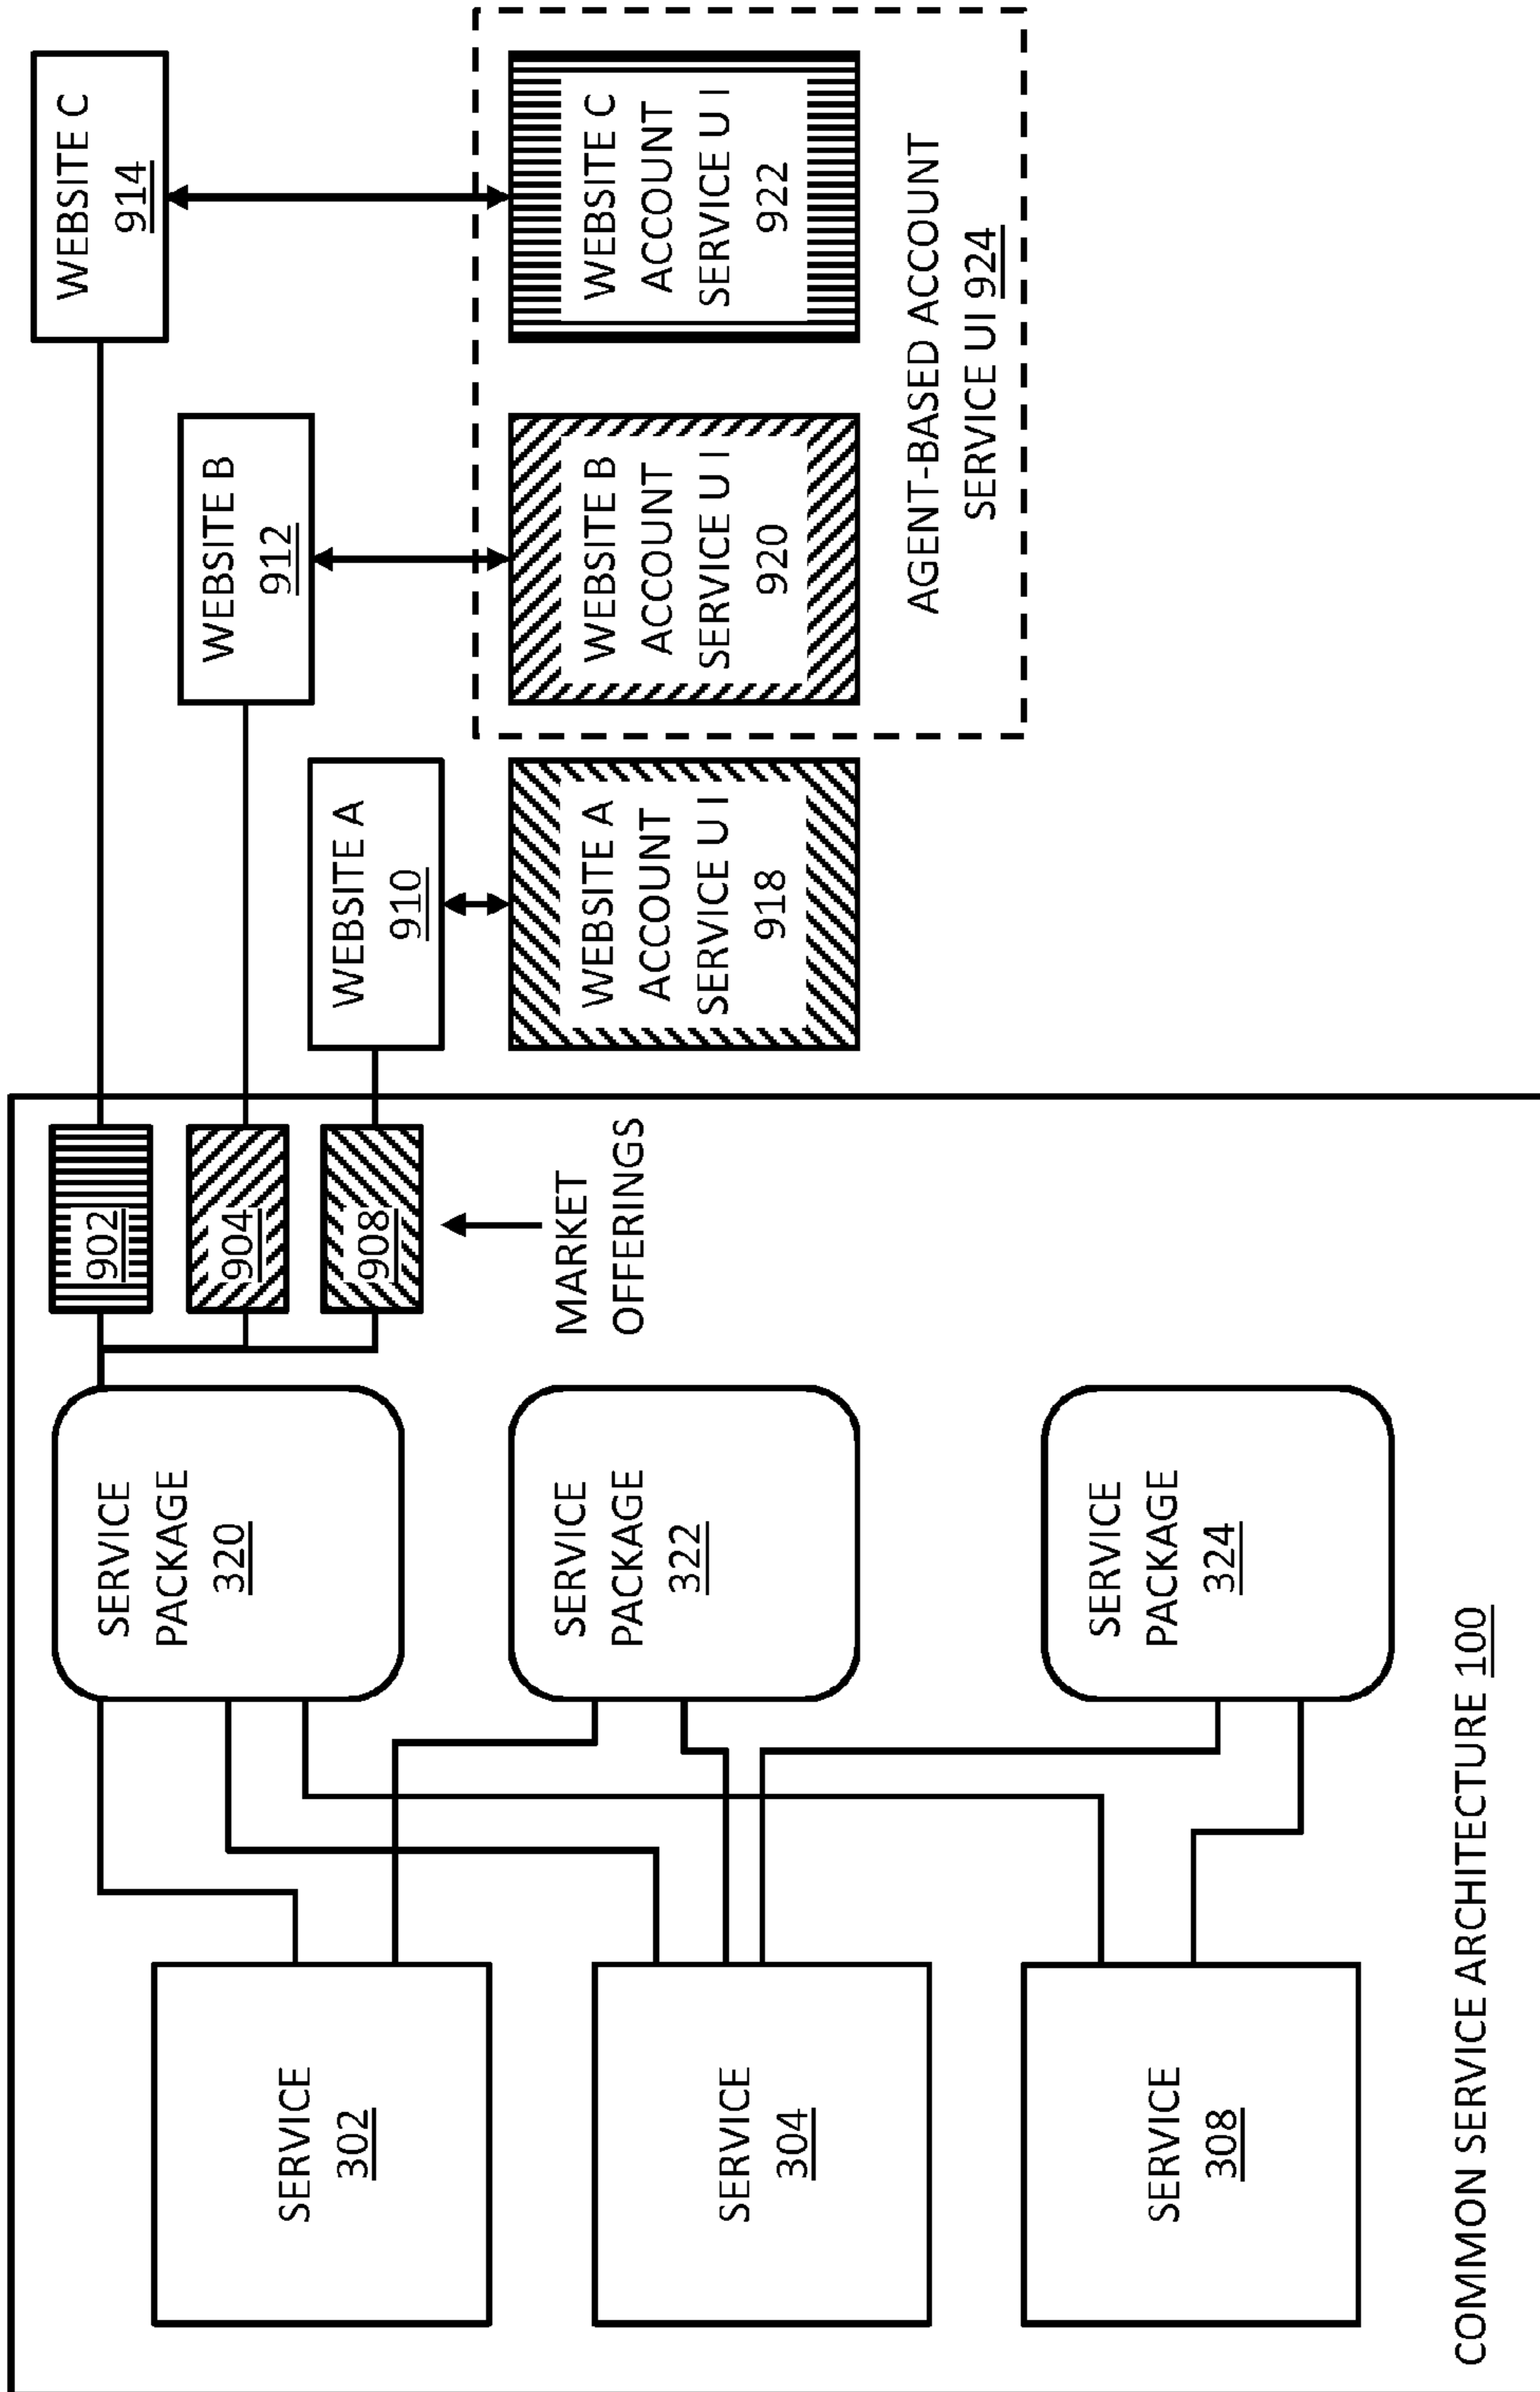 SERVICE
302
SERVICE
304
SERVICE
308
SERVICE
PACKAGE
320
SERVICE
PACKAGE
322
SERVICE
PACKAGE
324
902
904
908
MARKET
OFFERINGS
WEBSITE A
910
WEBSITE B
912
WEBSITE C
914
WEBSITE A
ACCOUNT
SERVICE U I
918
WEBSITE B
ACCOUNT
SERVICE U I
920
WEBSITE C
ACCOUNT
SERVICE U I
922
AGENT-BASED ACCOUNT
SERVICE UI 924
COMMON SERVICE ARCHITECTURE 100